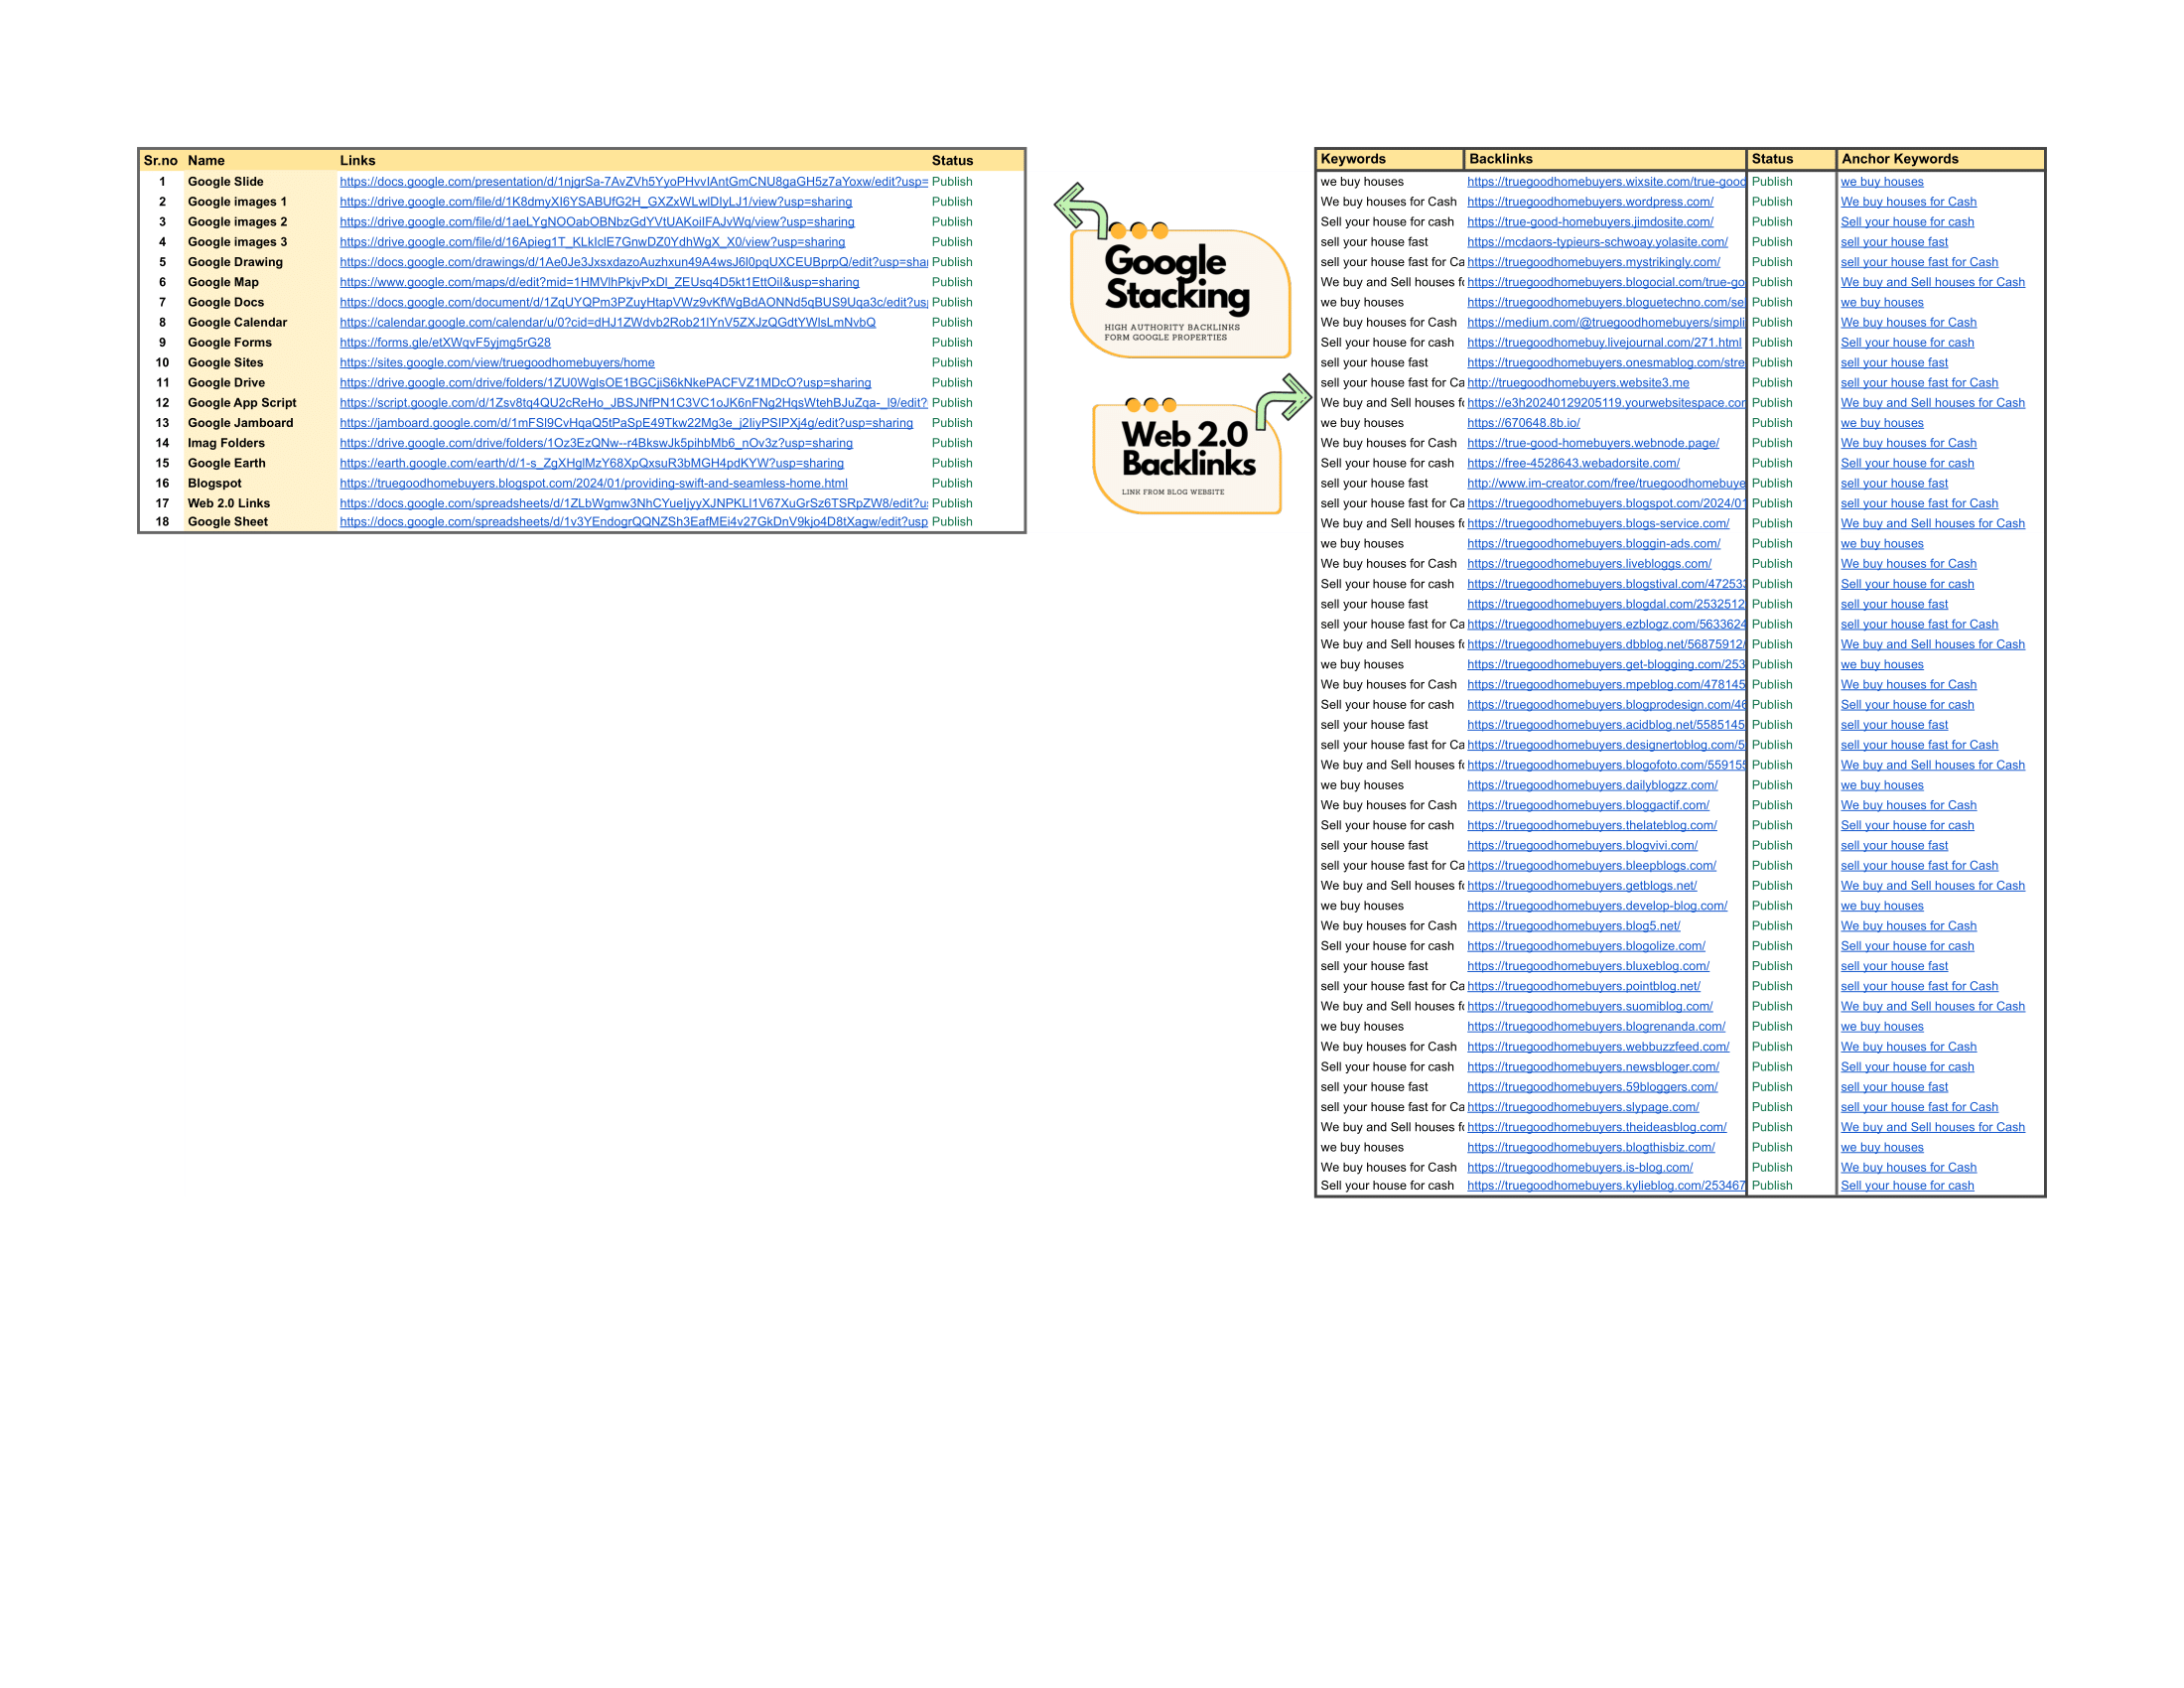 Sr.no Name Links Status
1 Google Slide https://docs.google.com/presentation/d/1njgrSa-7AvZVh5YyoPHvvIAntGmCNU8gaGH5z7aYoxw/edit?usp= Publish
2 Google images 1 https://drive.google.com/file/d/1K8dmyXI6YSABUfG2H_GXZxWLwlDIyLJ1/view?usp=sharing Publish
3 Google images 2 https://drive.google.com/file/d/1aeLYgNOOabOBNbzGdYVtUAKoiIFAJvWq/view?usp=sharing Publish
4 Google images 3 https://drive.google.com/file/d/16Apieg1T_KLkIclE7GnwDZ0YdhWgX_X0/view?usp=sharing Publish
5 Google Drawing https://docs.google.com/drawings/d/1Ae0Je3JxsxdazoAuzhxun49A4wsJ6l0pqUXCEUBprpQ/edit?usp=sha Publish
6 Google Map https://www.google.com/maps/d/edit?mid=1HMVlhPkjvPxDl_ZEUsq4D5kt1EttOiI&usp=sharing Publish
7 Google Docs https://docs.google.com/document/d/1ZqUYQPm3PZuyHtapVWz9vKfWgBdAONNd5qBUS9Uqa3c/edit?us Publish
8 Google Calendar https://calendar.google.com/calendar/u/0?cid=dHJ1ZWdvb2Rob21lYnV5ZXJzQGdtYWlsLmNvbQ Publish
9 Google Forms https://forms.gle/etXWqvF5yjmg5rG28 Publish
10 Google Sites https://sites.google.com/view/truegoodhomebuyers/home Publish
11 Google Drive https://drive.google.com/drive/folders/1ZU0WglsOE1BGCjiS6kNkePACFVZ1MDcO?usp=sharing Publish
12 Google App Script https://script.google.com/d/1Zsv8tq4QU2cReHo_JBSJNfPN1C3VC1oJK6nFNg2HqsWtehBJuZqa-_l9/edit? Publish
13 Google Jamboard https://jamboard.google.com/d/1mFSI9CvHqaQ5tPaSpE49Tkw22Mg3e_j2IiyPSIPXj4g/edit?usp=sharing Publish
14 Imag Folders https://drive.google.com/drive/folders/1Oz3EzQNw--r4BkswJk5pihbMb6_nOv3z?usp=sharing Publish
15 Google Earth https://earth.google.com/earth/d/1-s_ZgXHglMzY68XpQxsuR3bMGH4pdKYW?usp=sharing Publish
16 Blogspot https://truegoodhomebuyers.blogspot.com/2024/01/providing-swift-and-seamless-home.html Publish
17 Web 2.0 Links https://docs.google.com/spreadsheets/d/1ZLbWgmw3NhCYueIjyyXJNPKLl1V67XuGrSz6TSRpZW8/edit?u Publish
18 Google Sheet https://docs.google.com/spreadsheets/d/1v3YEndogrQQNZSh3EafMEi4v27GkDnV9kjo4D8tXagw/edit?usp Publish
Google
Stacking
HIGH AUTHORITY BACKLINKS
FORM GOOGLE PROPERTIES
Web 2.0
Backlinks
LINK FROM BLOG WEBSITE
Keywords Backlinks Status Anchor Keywords
we buy houses https://truegoodhomebuyers.wixsite.com/true-good Publish we buy houses
We buy houses for Cash https://truegoodhomebuyers.wordpress.com/ Publish We buy houses for Cash
Sell your house for cash https://true-good-homebuyers.jimdosite.com/ Publish Sell your house for cash
sell your house fast https://mcdaors-typieurs-schwoay.yolasite.com/ Publish sell your house fast
sell your house fast for Ca https://truegoodhomebuyers.mystrikingly.com/ Publish sell your house fast for Cash
We buy and Sell houses fo https://truegoodhomebuyers.blogocial.com/true-go Publish We buy and Sell houses for Cash
we buy houses https://truegoodhomebuyers.bloguetechno.com/se Publish we buy houses
We buy houses for Cash https://medium.com/@truegoodhomebuyers/simpli Publish We buy houses for Cash
Sell your house for cash https://truegoodhomebuy.livejournal.com/271.html Publish Sell your house for cash
sell your house fast https://truegoodhomebuyers.onesmablog.com/stre Publish sell your house fast
sell your house fast for Ca http://truegoodhomebuyers.website3.me Publish sell your house fast for Cash
We buy and Sell houses fo https://e3h20240129205119.yourwebsitespace.com Publish We buy and Sell houses for Cash
we buy houses https://670648.8b.io/ Publish we buy houses
We buy houses for Cash https://true-good-homebuyers.webnode.page/ Publish We buy houses for Cash
Sell your house for cash https://free-4528643.webadorsite.com/ Publish Sell your house for cash
sell your house fast http://www.im-creator.com/free/truegoodhomebuye Publish sell your house fast
sell your house fast for Ca https://truegoodhomebuyers.blogspot.com/2024/01 Publish sell your house fast for Cash
We buy and Sell houses fo https://truegoodhomebuyers.blogs-service.com/ Publish We buy and Sell houses for Cash
we buy houses https://truegoodhomebuyers.bloggin-ads.com/ Publish we buy houses
We buy houses for Cash https://truegoodhomebuyers.livebloggs.com/ Publish We buy houses for Cash
Sell your house for cash https://truegoodhomebuyers.blogstival.com/472533 Publish Sell your house for cash
sell your house fast https://truegoodhomebuyers.blogdal.com/2532512 Publish sell your house fast
sell your house fast for Ca https://truegoodhomebuyers.ezblogz.com/5633624 Publish sell your house fast for Cash
We buy and Sell houses fo https://truegoodhomebuyers.dbblog.net/56875912/ Publish We buy and Sell houses for Cash
we buy houses https://truegoodhomebuyers.get-blogging.com/253 Publish we buy houses
We buy houses for Cash https://truegoodhomebuyers.mpeblog.com/478145 Publish We buy houses for Cash
Sell your house for cash https://truegoodhomebuyers.blogprodesign.com/46 Publish Sell your house for cash
sell your house fast https://truegoodhomebuyers.acidblog.net/5585145 Publish sell your house fast
sell your house fast for Ca https://truegoodhomebuyers.designertoblog.com/5 Publish sell your house fast for Cash
We buy and Sell houses fo https://truegoodhomebuyers.blogofoto.com/559155 Publish We buy and Sell houses for Cash
we buy houses https://truegoodhomebuyers.dailyblogzz.com/ Publish we buy houses
We buy houses for Cash https://truegoodhomebuyers.bloggactif.com/ Publish We buy houses for Cash
Sell your house for cash https://truegoodhomebuyers.thelateblog.com/ Publish Sell your house for cash
sell your house fast https://truegoodhomebuyers.blogvivi.com/ Publish sell your house fast
sell your house fast for Ca https://truegoodhomebuyers.bleepblogs.com/ Publish sell your house fast for Cash
We buy and Sell houses fo https://truegoodhomebuyers.getblogs.net/ Publish We buy and Sell houses for Cash
we buy houses https://truegoodhomebuyers.develop-blog.com/ Publish we buy houses
We buy houses for Cash https://truegoodhomebuyers.blog5.net/ Publish We buy houses for Cash
Sell your house for cash https://truegoodhomebuyers.blogolize.com/ Publish Sell your house for cash
sell your house fast https://truegoodhomebuyers.bluxeblog.com/ Publish sell your house fast
sell your house fast for Ca https://truegoodhomebuyers.pointblog.net/ Publish sell your house fast for Cash
We buy and Sell houses fo https://truegoodhomebuyers.suomiblog.com/ Publish We buy and Sell houses for Cash
we buy houses https://truegoodhomebuyers.blogrenanda.com/ Publish we buy houses
We buy houses for Cash https://truegoodhomebuyers.webbuzzfeed.com/ Publish We buy houses for Cash
Sell your house for cash https://truegoodhomebuyers.newsbloger.com/ Publish Sell your house for cash
sell your house fast https://truegoodhomebuyers.59bloggers.com/ Publish sell your house fast
sell your house fast for Ca https://truegoodhomebuyers.slypage.com/ Publish sell your house fast for Cash
We buy and Sell houses fo https://truegoodhomebuyers.theideasblog.com/ Publish We buy and Sell houses for Cash
we buy houses https://truegoodhomebuyers.blogthisbiz.com/ Publish we buy houses
We buy houses for Cash https://truegoodhomebuyers.is-blog.com/ Publish We buy houses for Cash
Sell your house for cash https://truegoodhomebuyers.kylieblog.com/253467 Publish Sell your house for cash